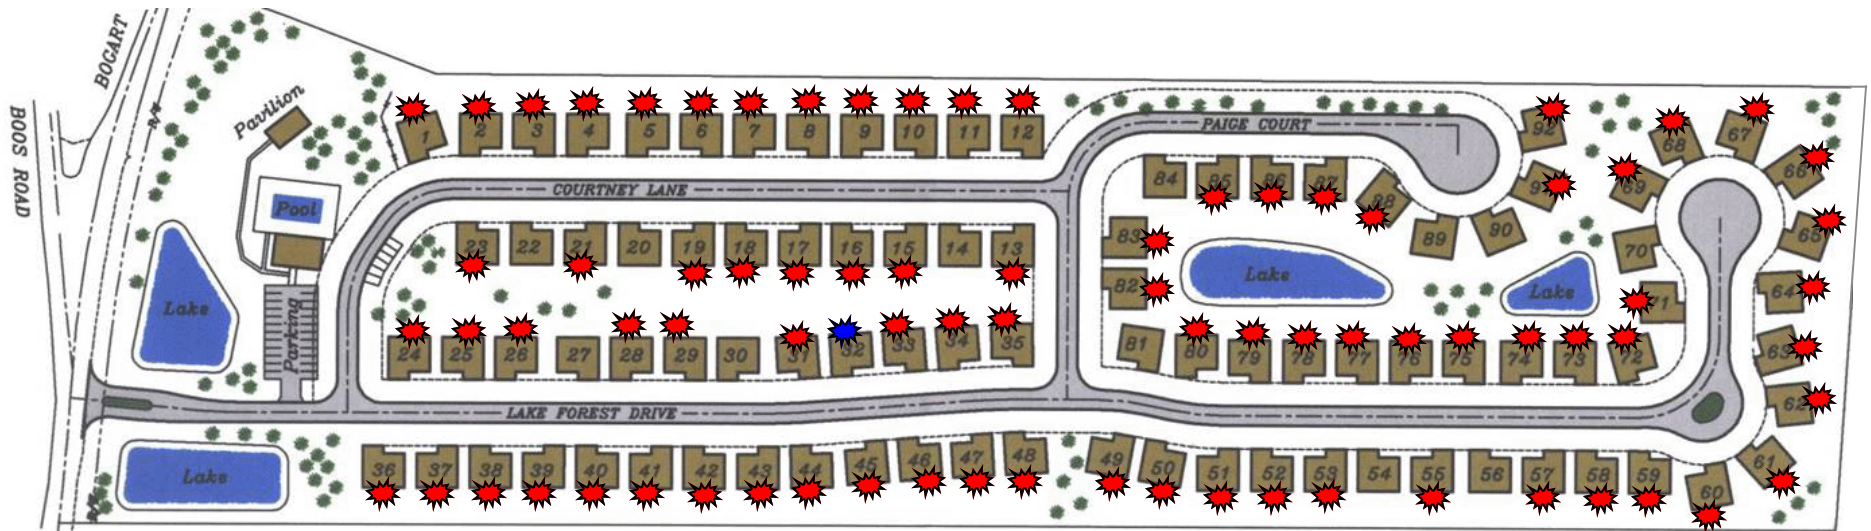 BOGART
BOOS ROAD
R/W
Pavilion
Pool
Lake
Parking
1 2 3 4 5 6 7 8 9 10 11 12
PAIGE COURT
COURTNEY LANE
92
68
67
66
84 85 86 87 88
91
69
65
23 22 21 20 19 18 17 16 15 14 13
83
89
90
70
82
Lake
Lake
71
64
24 25 26 27 28 29 30 31 32 33 34 35
81 80 79 78 77 76 75 74 73 72
63
62
LAKE FOREST DRIVE
Lake
R/W
36 37 38 39 40 41 42 43 44 45 46 47 48
49 50 51 52 53 54 55 56 57 58 59 60
61